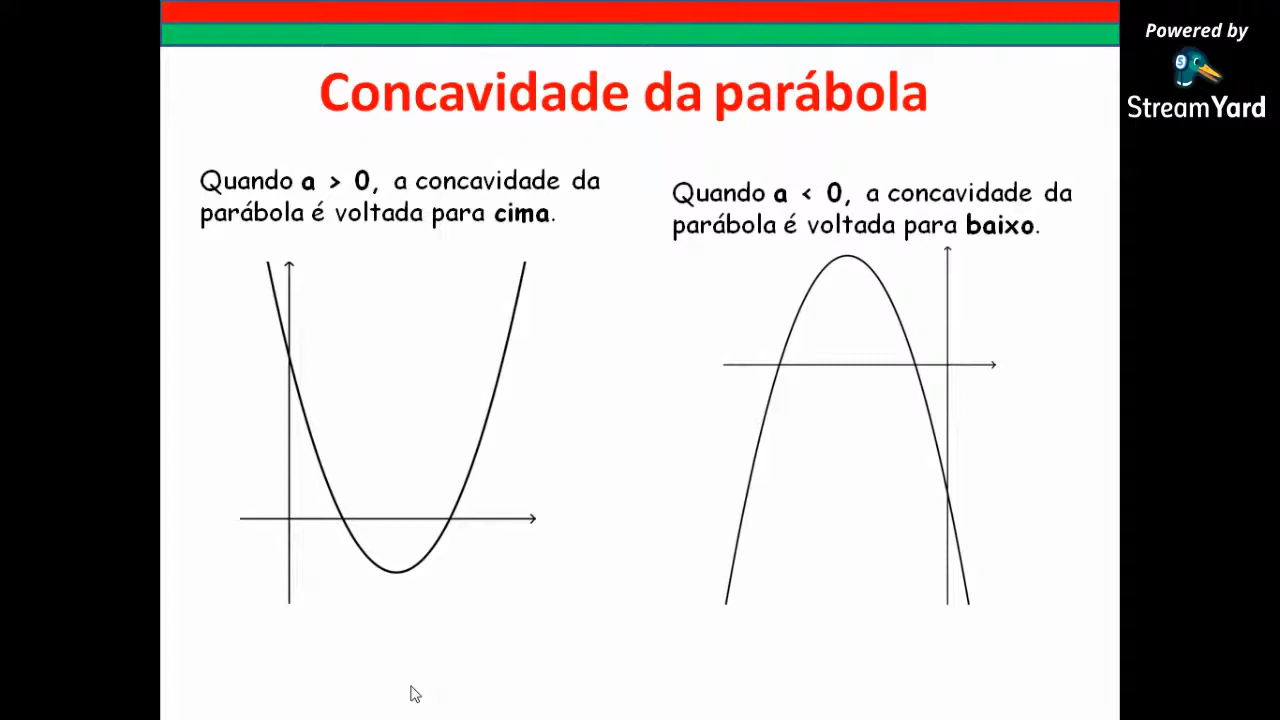 Powered by
StreamYard
Concavidade da parábola
Quando a > 0, a concavidade da
parábola é voltada para cima.
Quando a < 0, a concavidade da
parábola é voltada para baixo.